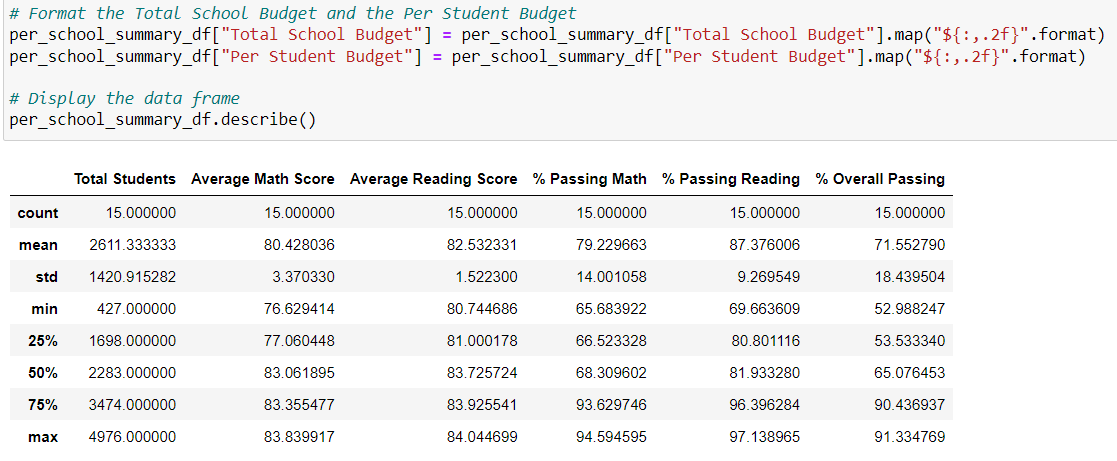 # Format the Total School Budget and the Per Student Budget
per_school_summary_df["Total School Budget"] = per_school_summary_df["Total School Budget"].map("${:,.2f}".format)
per_school_summary_df["Per Student Budget"] = per_school_summary_df["Per Student Budget"].map("${:,.2f}".format)
# Display the data frame
per_school_summary_df.describe()
Total Students Average Math Score Average Reading Score % Passing Math % Passing Reading % Overall Passing
count 15.000000 15.000000 15.000000 15.000000 15.000000 15.000000
mean 2611.333333 80.428036 82.532331 79.229663 87.376006 71.552790
std 1420.915282 3.370330 1.522300 14.001058 9.269549 18.439504
min 427.000000 76.629414 80.744686 65.683922 69.663609 52.988247
25% 1698.000000 77.060448 81.000178 66.523328 80.801116 53.533340
50% 2283.000000 83.061895 83.725724 68.309602 81.933280 65.076453
75% 3474.000000 83.355477 83.925541 93.629746 96.396284 90.436937
max 4976.000000 83.839917 84.044699 94.594595 97.138965 91.334769